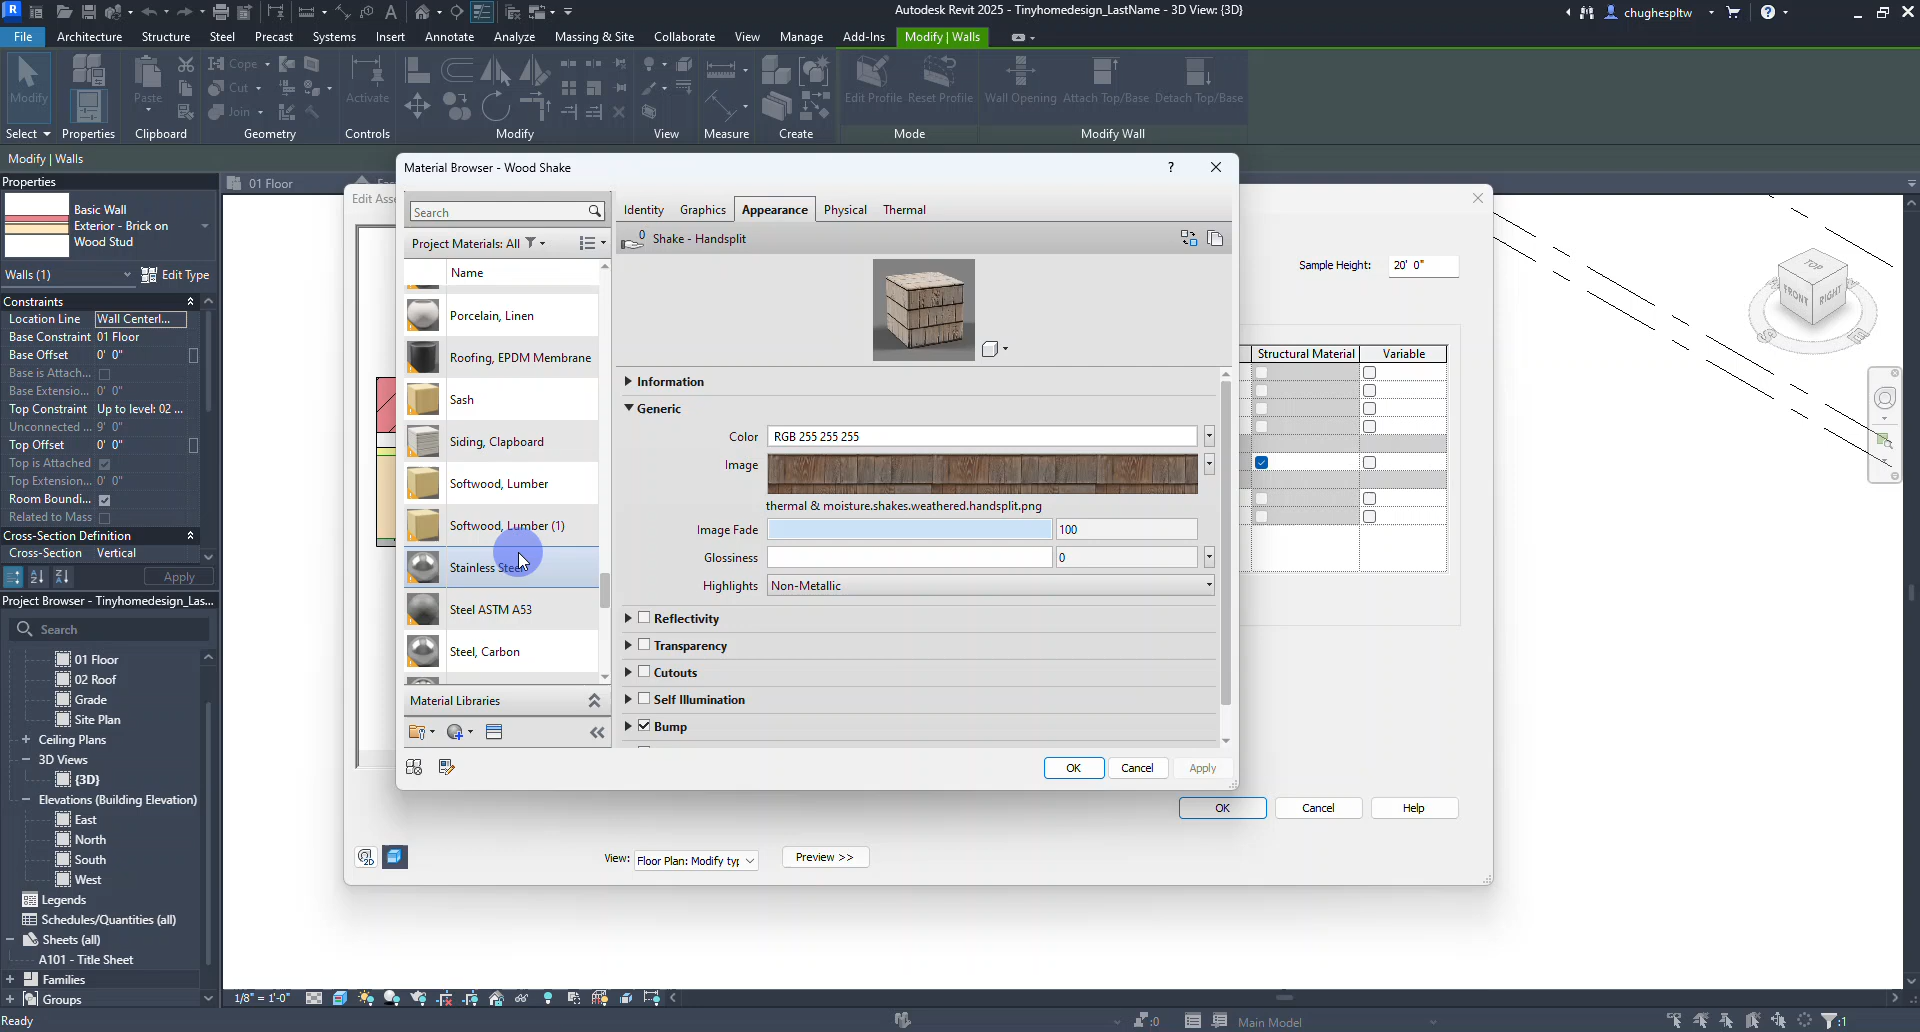 Autodesk Revit 2025 - Tinyhomedesign_LastName - 3D View: {3D}
chughespltw
File Architecture Structure Steel Precast Systems Insert Annotate Analyze Massing & Site Collaborate View Manage Add-Ins Modify | Walls
Modify
Paste
Cope
Cut
Join
Activate
Edit Profile Reset Profile Wall Opening Attach Top/Base Detach Top/Base
Select Properties Clipboard Geometry Controls Modify View Measure Create Mode Modify Wall
Modify | Walls
Properties
Basic Wall
Exterior - Brick on
Wood Stud
Walls (1)
Edit Type
Constraints
Location Line Wall Centerl...
Base Constraint 01 Floor
Base Offset 0' 0"
Base is Attach...
Base Extensio... 0' 0"
Top Constraint Up to level: 02 ...
Unconnected ... 9' 0"
Top Offset 0' 0"
Top is Attached
Top Extension... 0' 0"
Room Boundi...
Related to Mass
Cross-Section Definition
Cross-Section Vertical
Apply
Project Browser - Tinyhomedesign_Las...
Search
01 Floor
02 Roof
Grade
Site Plan
Ceiling Plans
3D Views
{3D}
Elevations (Building Elevation)
East
North
South
West
Legends
Schedules/Quantities (all)
Sheets (all)
A101 - Title Sheet
Families
Groups
01 Floor
Edit Ass
Material Browser - Wood Shake
?
Search
Project Materials: All
Name
Porcelain, Linen
Roofing, EPDM Membrane
Sash
Siding, Clapboard
Softwood, Lumber
Softwood, Lumber (1)
Stainless Steel
Steel ASTM A53
Steel, Carbon
Material Libraries
Identity Graphics Appearance Physical Thermal
0
Shake - Handsplit
Information
Generic
Color RGB 255 255 255
Image
thermal & moisture.shakes.weathered.handsplit.png
Image Fade 100
Glossiness 0
Highlights Non-Metallic
Reflectivity
Transparency
Cutouts
Self Illumination
Bump
OK Cancel Apply
Sample Height: 20' 0"
Structural Material Variable
OK Cancel Help
View: Floor Plan: Modify typ
Preview >>
TOP
FRONT
RIGHT
1/8" = 1'-0"
Ready
:0
Main Model
:1